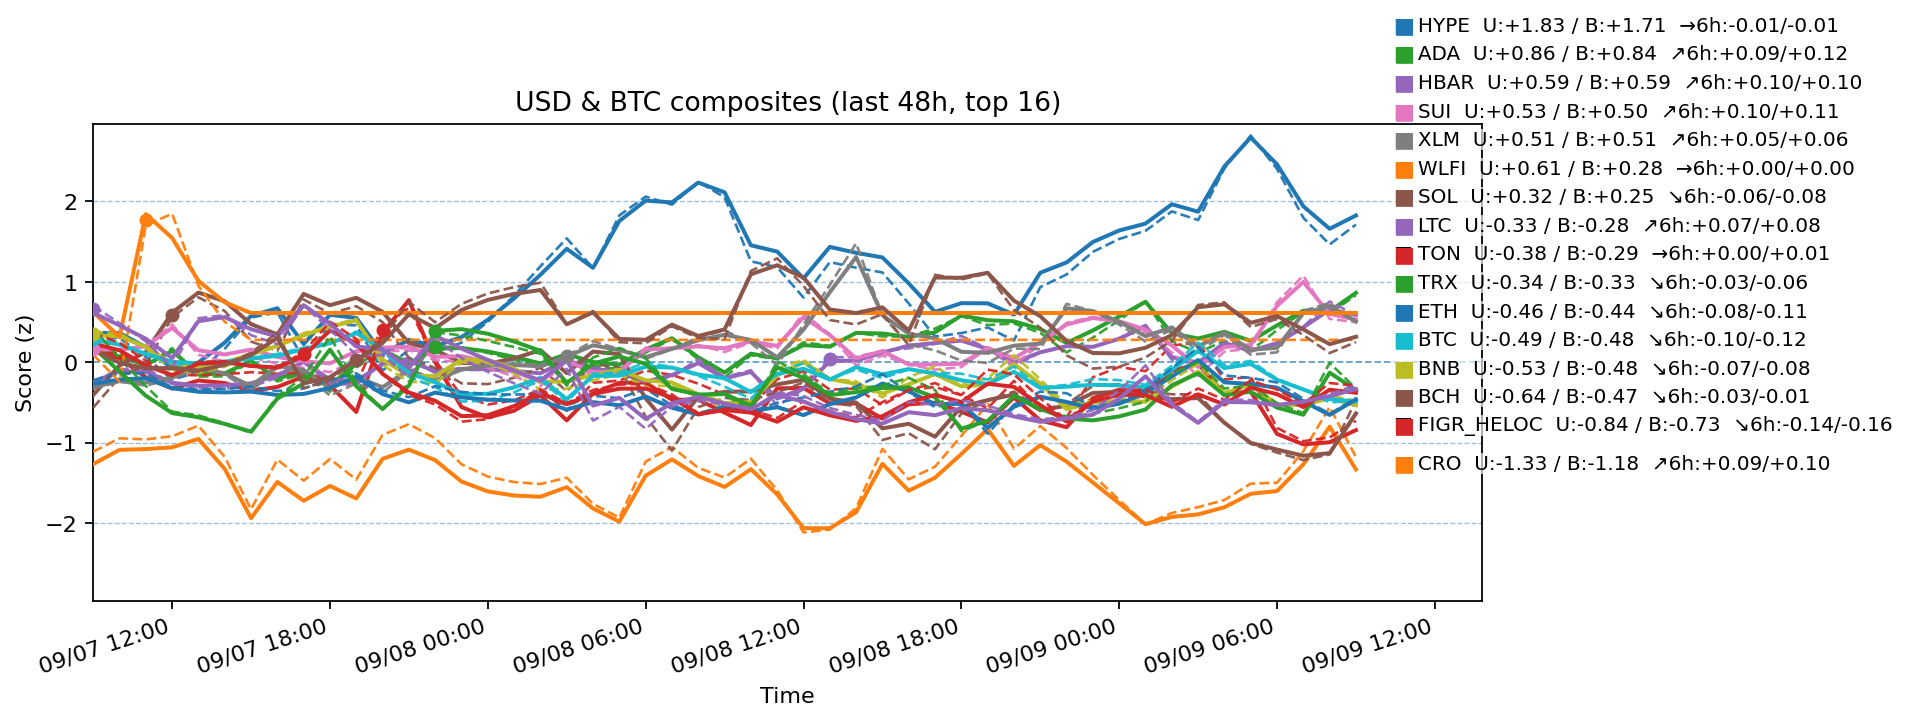 USD & BTC composites (last 48h, top 16)
HYPE U:+1.83 / B:+1.71 →6h:-0.01/-0.01
ADA U:+0.86 / B:+0.84 ↗6h:+0.09/+0.12
HBAR U:+0.59 / B:+0.59 ↗6h:+0.10/+0.10
SUI U:+0.53 / B:+0.50 ↗6h:+0.10/+0.11
XLM U:+0.51 / B:+0.51 ↗6h:+0.05/+0.06
WLFI U:+0.61 / B:+0.28 →6h:+0.00/+0.00
SOL U:+0.32 / B:+0.25 ↘6h:-0.06/-0.08
LTC U:-0.33 / B:-0.28 ↗6h:+0.07/+0.08
TON U:-0.38 / B:-0.29 →6h:+0.00/+0.01
TRX U:-0.34 / B:-0.33 ↘6h:-0.03/-0.06
ETH U:-0.46 / B:-0.44 ↘6h:-0.08/-0.11
BTC U:-0.49 / B:-0.48 ↘6h:-0.10/-0.12
BNB U:-0.53 / B:-0.48 ↘6h:-0.07/-0.08
BCH U:-0.64 / B:-0.47 ↘6h:-0.03/-0.01
FIGR_HELOC U:-0.84 / B:-0.73 ↘6h:-0.14/-0.16
CRO U:-1.33 / B:-1.18 ↗6h:+0.09/+0.10
Score (z)
2
1
0
−1
−2
09/07 12:00
09/07 18:00
09/08 00:00
09/08 06:00
09/08 12:00
09/08 18:00
09/09 00:00
09/09 06:00
09/09 12:00
Time